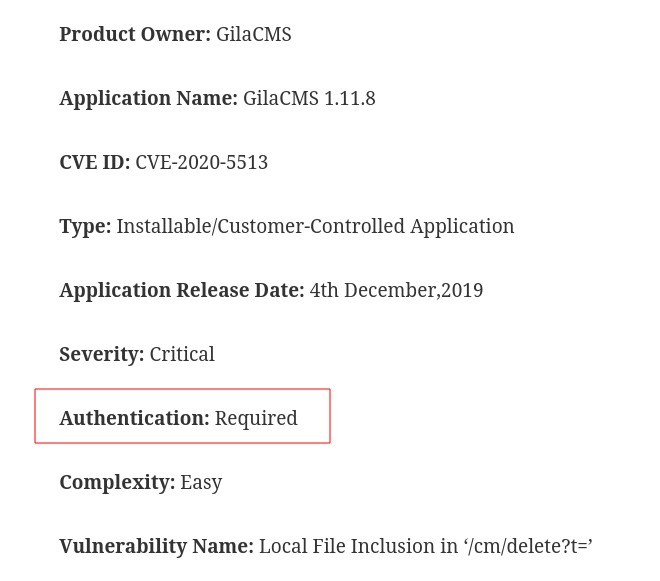 Product Owner: GilaCMS
Application Name: GilaCMS 1.11.8
CVE ID: CVE-2020-5513
Type: Installable/Customer-Controlled Application
Application Release Date: 4th December,2019
Severity: Critical
Authentication: Required
Complexity: Easy
Vulnerability Name: Local File Inclusion in ‘/cm/delete?t=’